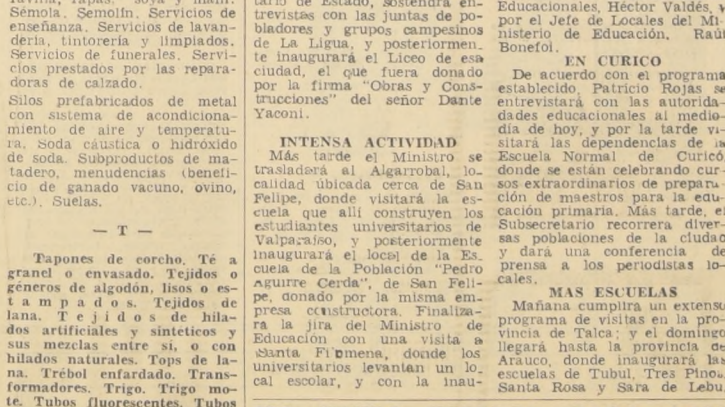 Sémola. Semolín. Servicios de
enseñanza. Servicios de lavan-
dería, tintorería y limpiados.
Servicios de funerales. Servi-
cios prestados por las repara-
doras de calzado.
Silos prefabricados de metal
con sistema de acondiciona-
miento de aire y temperatu-
ra, Soda cáustica o hidróxido
de soda. Subproductos de ma-
tadero, menudencias (benefi-
cio de ganado vacuno, ovino,
etc.). Suelas.
— T —
Tapones de corcho. Té a
granel o envasado. Tejidos o
géneros de algodón, lisos o es-
tampados. Tejidos de
lana. Tejidos de hila-
dos artificiales y sintéticos y
sus mezclas entre sí, o con
hilados naturales. Tops de la-
na. Trébol enfardado. Trans-
formadores. Trigo. Trigo mo-
te. Tubos fluorescentes. Tubos
tario de Estado, sostendrá en-
trevistas con las juntas de po-
bladores y grupos campesinos
de La Ligua, y posteriormen.
te inaugurará el Liceo de esa
ciudad, el que fuera donado
por la firma "Obras y Cons-
trucciones" del señor Dante
Yaconi.
INTENSA ACTIVIDAD
Más tarde el Ministro se
trasladará al Algarrobal, lo-
calidad úbicada cerca de San
Felipe, donde visitará la es-
cuela que allí construyen los
estudiantes universitarios de
Valparaíso, y posteriormente
inaugurará el local de la Es-
cuela de la Población "Pedro
Aguirre Cerda", de San Feli-
pe, donado por la misma em-
presa constructora. Finaliza-
rá la jira del Ministro de
Educación con una visita a
Santa Filomena, donde los
universitarios levantan un lo-
cal escolar, y con la inau-
Educacionales, Héctor Valdés, y
por el Jefe de Locales del Mi-
nisterio de Educación, Raúl
Bonefoi.
EN CURICO
De acuerdo con el programa
establecido, Patricio Rojas se
entrevistará con las autorida-
des educacionales al medio-
día de hoy, y por la tarde vi-
sitará las dependencias de la
Escuela Normal de Curicó,
donde se están celebrando cur-
sos extraordinarios de prepara-
ción de maestros para la edu-
cación primaria. Más tarde, el
Subsecretario recorrerá diver-
sas poblaciones de la ciudad
y dará una conferencia de
prensa a los periodistas lo-
cales.
MAS ESCUELAS
Mañana cumplirá un extenso
programa de visitas en la pro-
vincia de Talca; y el domingo
llegará hasta la provincia de
Arauco, donde inaugurará las
escuelas de Tubul, Tres Pinos,
Santa Rosa y Sara de Lebu.